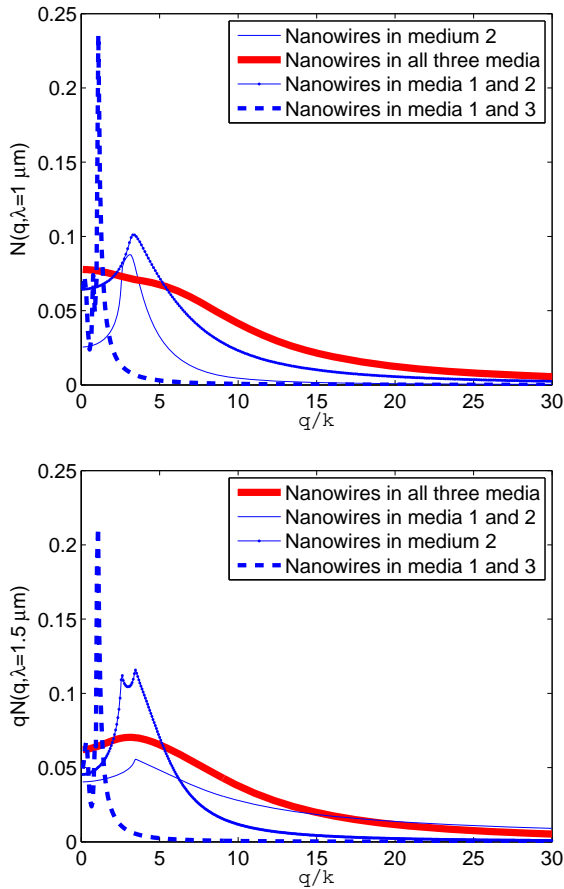 0.25
0.2
0.15
0.1
0.05
0
N(q,λ=1 μm)
Nanowires in medium 2
Nanowires in all three media
Nanowires in media 1 and 2
Nanowires in media 1 and 3
0 5 10 15 20 25 30
q/k
0.25
0.2
0.15
0.1
0.05
0
qN(q,λ=1.5 μm)
Nanowires in all three media
Nanowires in media 1 and 2
Nanowires in medium 2
Nanowires in media 1 and 3
0 5 10 15 20 25 30
q/k